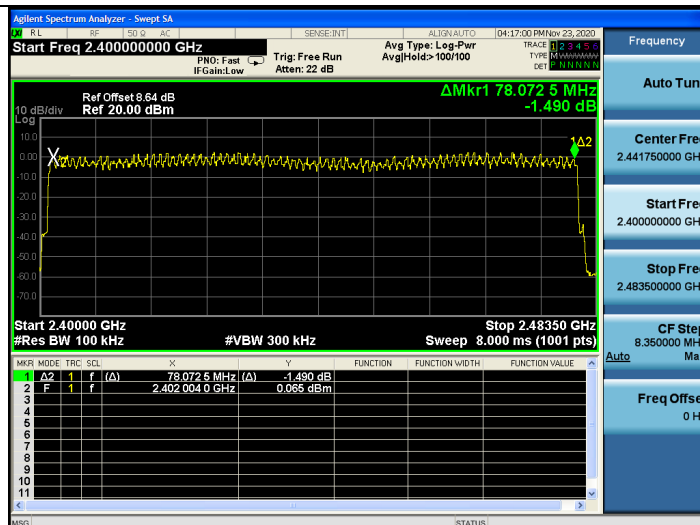 Agilent Spectrum Analyzer - Swept SA
RL RF 50 Ω AC SENSE:INT ALIGN AUTO 04:17:00 PM Nov 23, 2020
Start Freq 2.400000000 GHz
PNO: Fast
IFGain:Low
Trig: Free Run
Atten: 22 dB
Avg Type: Log-Pwr
Avg|Hold:>100/100
TRACE 1 2 3 4 5 6
TYPE M WWWWW
DET P N N N N N
Ref Offset 8.64 dB
10 dB/div Ref 20.00 dBm
Log
ΔMkr1 78.072 5 MHz
-1.490 dB
10.0
0.00
-10.0
-20.0
-30.0
-40.0
-50.0
-60.0
-70.0
1Δ2
Start 2.40000 GHz Stop 2.48350 GHz
#Res BW 100 kHz #VBW 300 kHz Sweep 8.000 ms (1001 pts)
MKR MODE TRC SCL X Y FUNCTION FUNCTION WIDTH FUNCTION VALUE
1 Δ2 1 f (Δ) 78.072 5 MHz (Δ) -1.490 dB
2 F 1 f 2.402 004 0 GHz 0.065 dBm
3
4
5
6
7
8
9
10
11
MSG STATUS
Frequency
Auto Tun
Center Fre
2.441750000 GH
Start Fre
2.400000000 GH
Stop Fre
2.483500000 GH
CF Ste
8.350000 MH
Auto Ma
Freq Offse
0 H